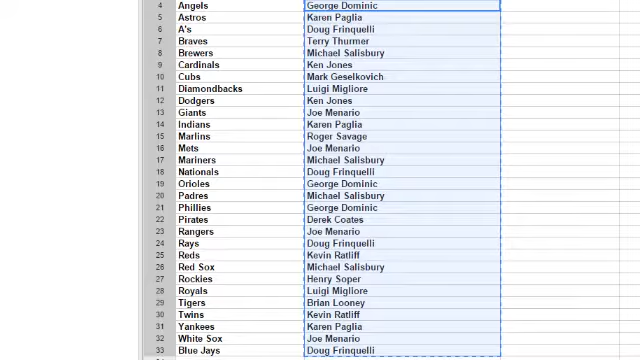 4 Angels George Dominic
5 Astros Karen Paglia
6 A's Doug Frinquelli
7 Braves Terry Thurmer
8 Brewers Michael Salisbury
9 Cardinals Ken Jones
10 Cubs Mark Geselkovich
11 Diamondbacks Luigi Migliore
12 Dodgers Ken Jones
13 Giants Joe Menario
14 Indians Karen Paglia
15 Marlins Roger Savage
16 Mets Joe Menario
17 Mariners Michael Salisbury
18 Nationals Doug Frinquelli
19 Orioles George Dominic
20 Padres Michael Salisbury
21 Phillies George Dominic
22 Pirates Derek Coates
23 Rangers Joe Menario
24 Rays Doug Frinquelli
25 Reds Kevin Ratliff
26 Red Sox Michael Salisbury
27 Rockies Henry Soper
28 Royals Luigi Migliore
29 Tigers Brian Looney
30 Twins Kevin Ratliff
31 Yankees Karen Paglia
32 White Sox Joe Menario
33 Blue Jays Doug Frinquelli